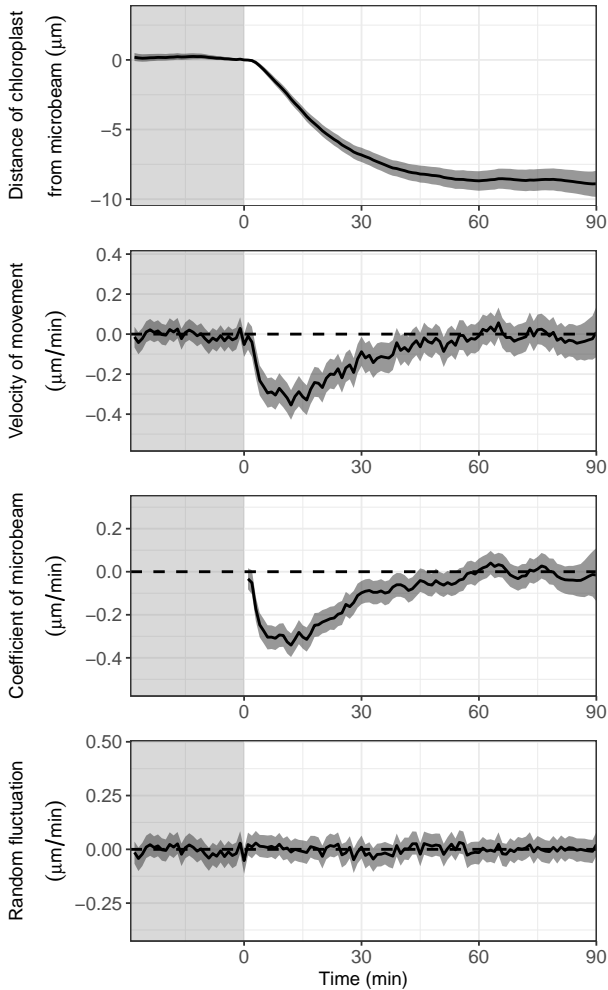 Distance of chloroplast
from microbeam (μm)
0
−5
−10
0 30 60 90
Velocity of movement
(μm/min)
0.4
0.2
0.0
−0.2
−0.4
0 30 60 90
Coefficient of microbeam
(μm/min)
0.2
0.0
−0.2
−0.4
0 30 60 90
Random fluctuation
(μm/min)
0.50
0.25
0.00
−0.25
0 30 60 90
Time (min)